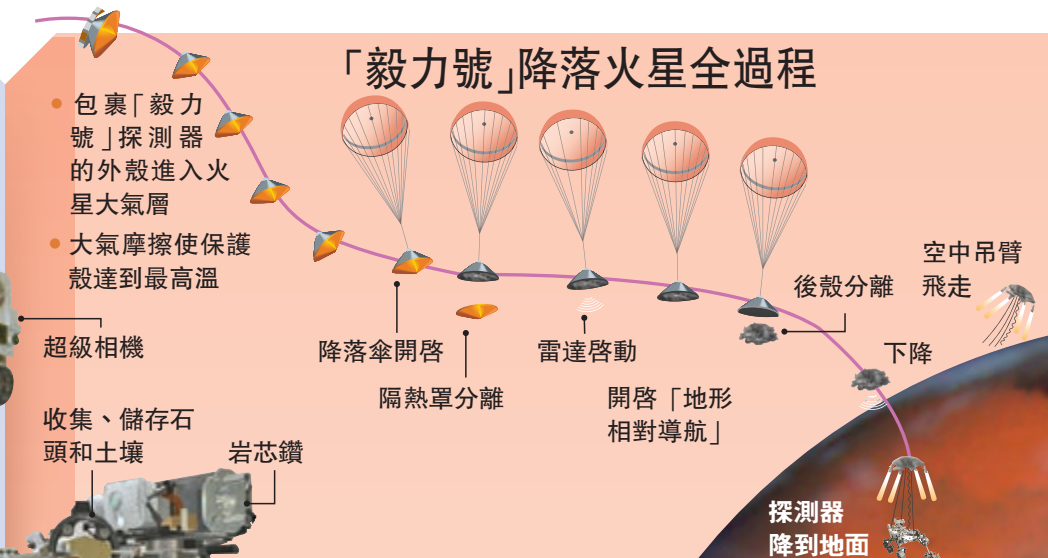 「毅力號」降落火星全過程
包裹「毅力
號」探測器
的外殼進入火
星大氣層
大氣摩擦使保護
殼達到最高溫
超級相機
收集、儲存石
頭和土壤
岩芯鑽
降落傘開啓
隔熱罩分離
雷達啓動
開啓「地形
相對導航」
後殼分離
下降
空中吊臂
飛走
探測器
降到地面